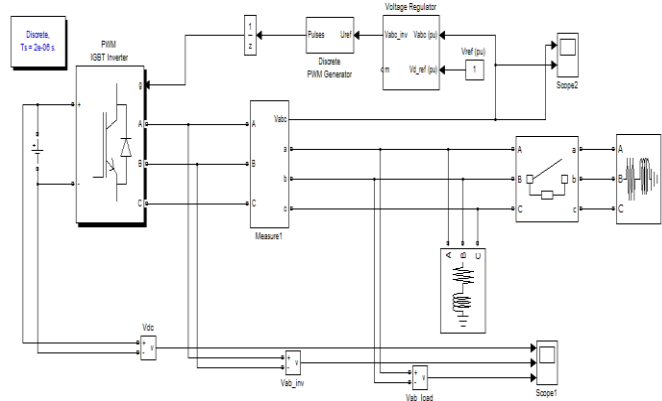 Discrete,
Ts = 2e-06 s.
PWM
IGBT Inverter
g
+
-
A
B
C
1
z
Pulses Uref
Discrete
PWM Generator
Voltage Regulator
Vabc_inv Vabc (pu)
m Vd_ref (pu)
Vref (pu)
1
Scope2
Vabc
A a
B b
C c
Measure1
A a
B b
C c
A
B
C
A B C
Vdc
+
-
v
Vab_inv
+
-
v
Vab_load
+
-
v
Scope1